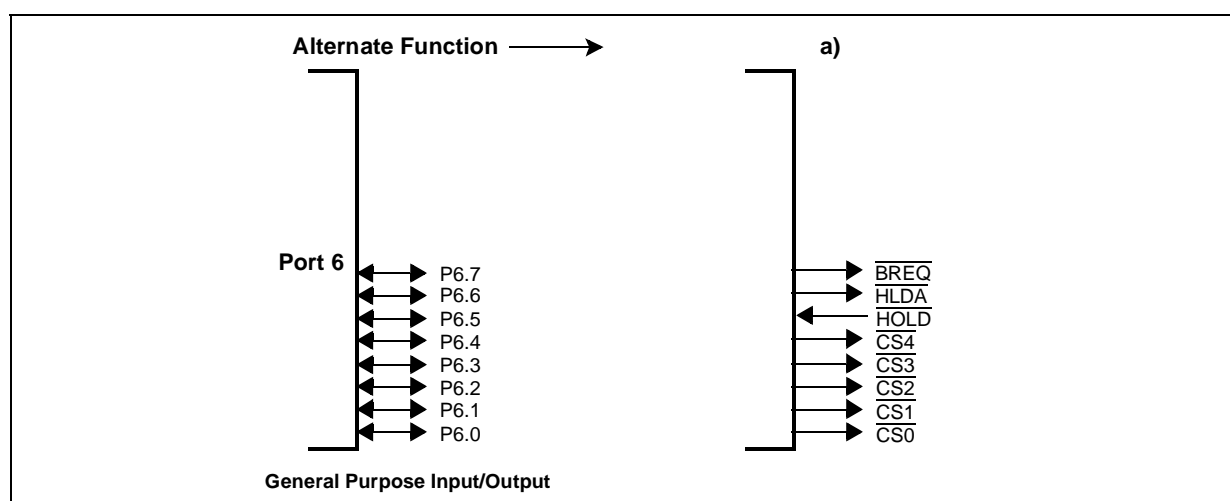 Alternate Function a)
Port 6
P6.7 BREQ
P6.6 HLDA
P6.5 HOLD
P6.4 CS4
P6.3 CS3
P6.2 CS2
P6.1 CS1
P6.0 CS0
General Purpose Input/Output